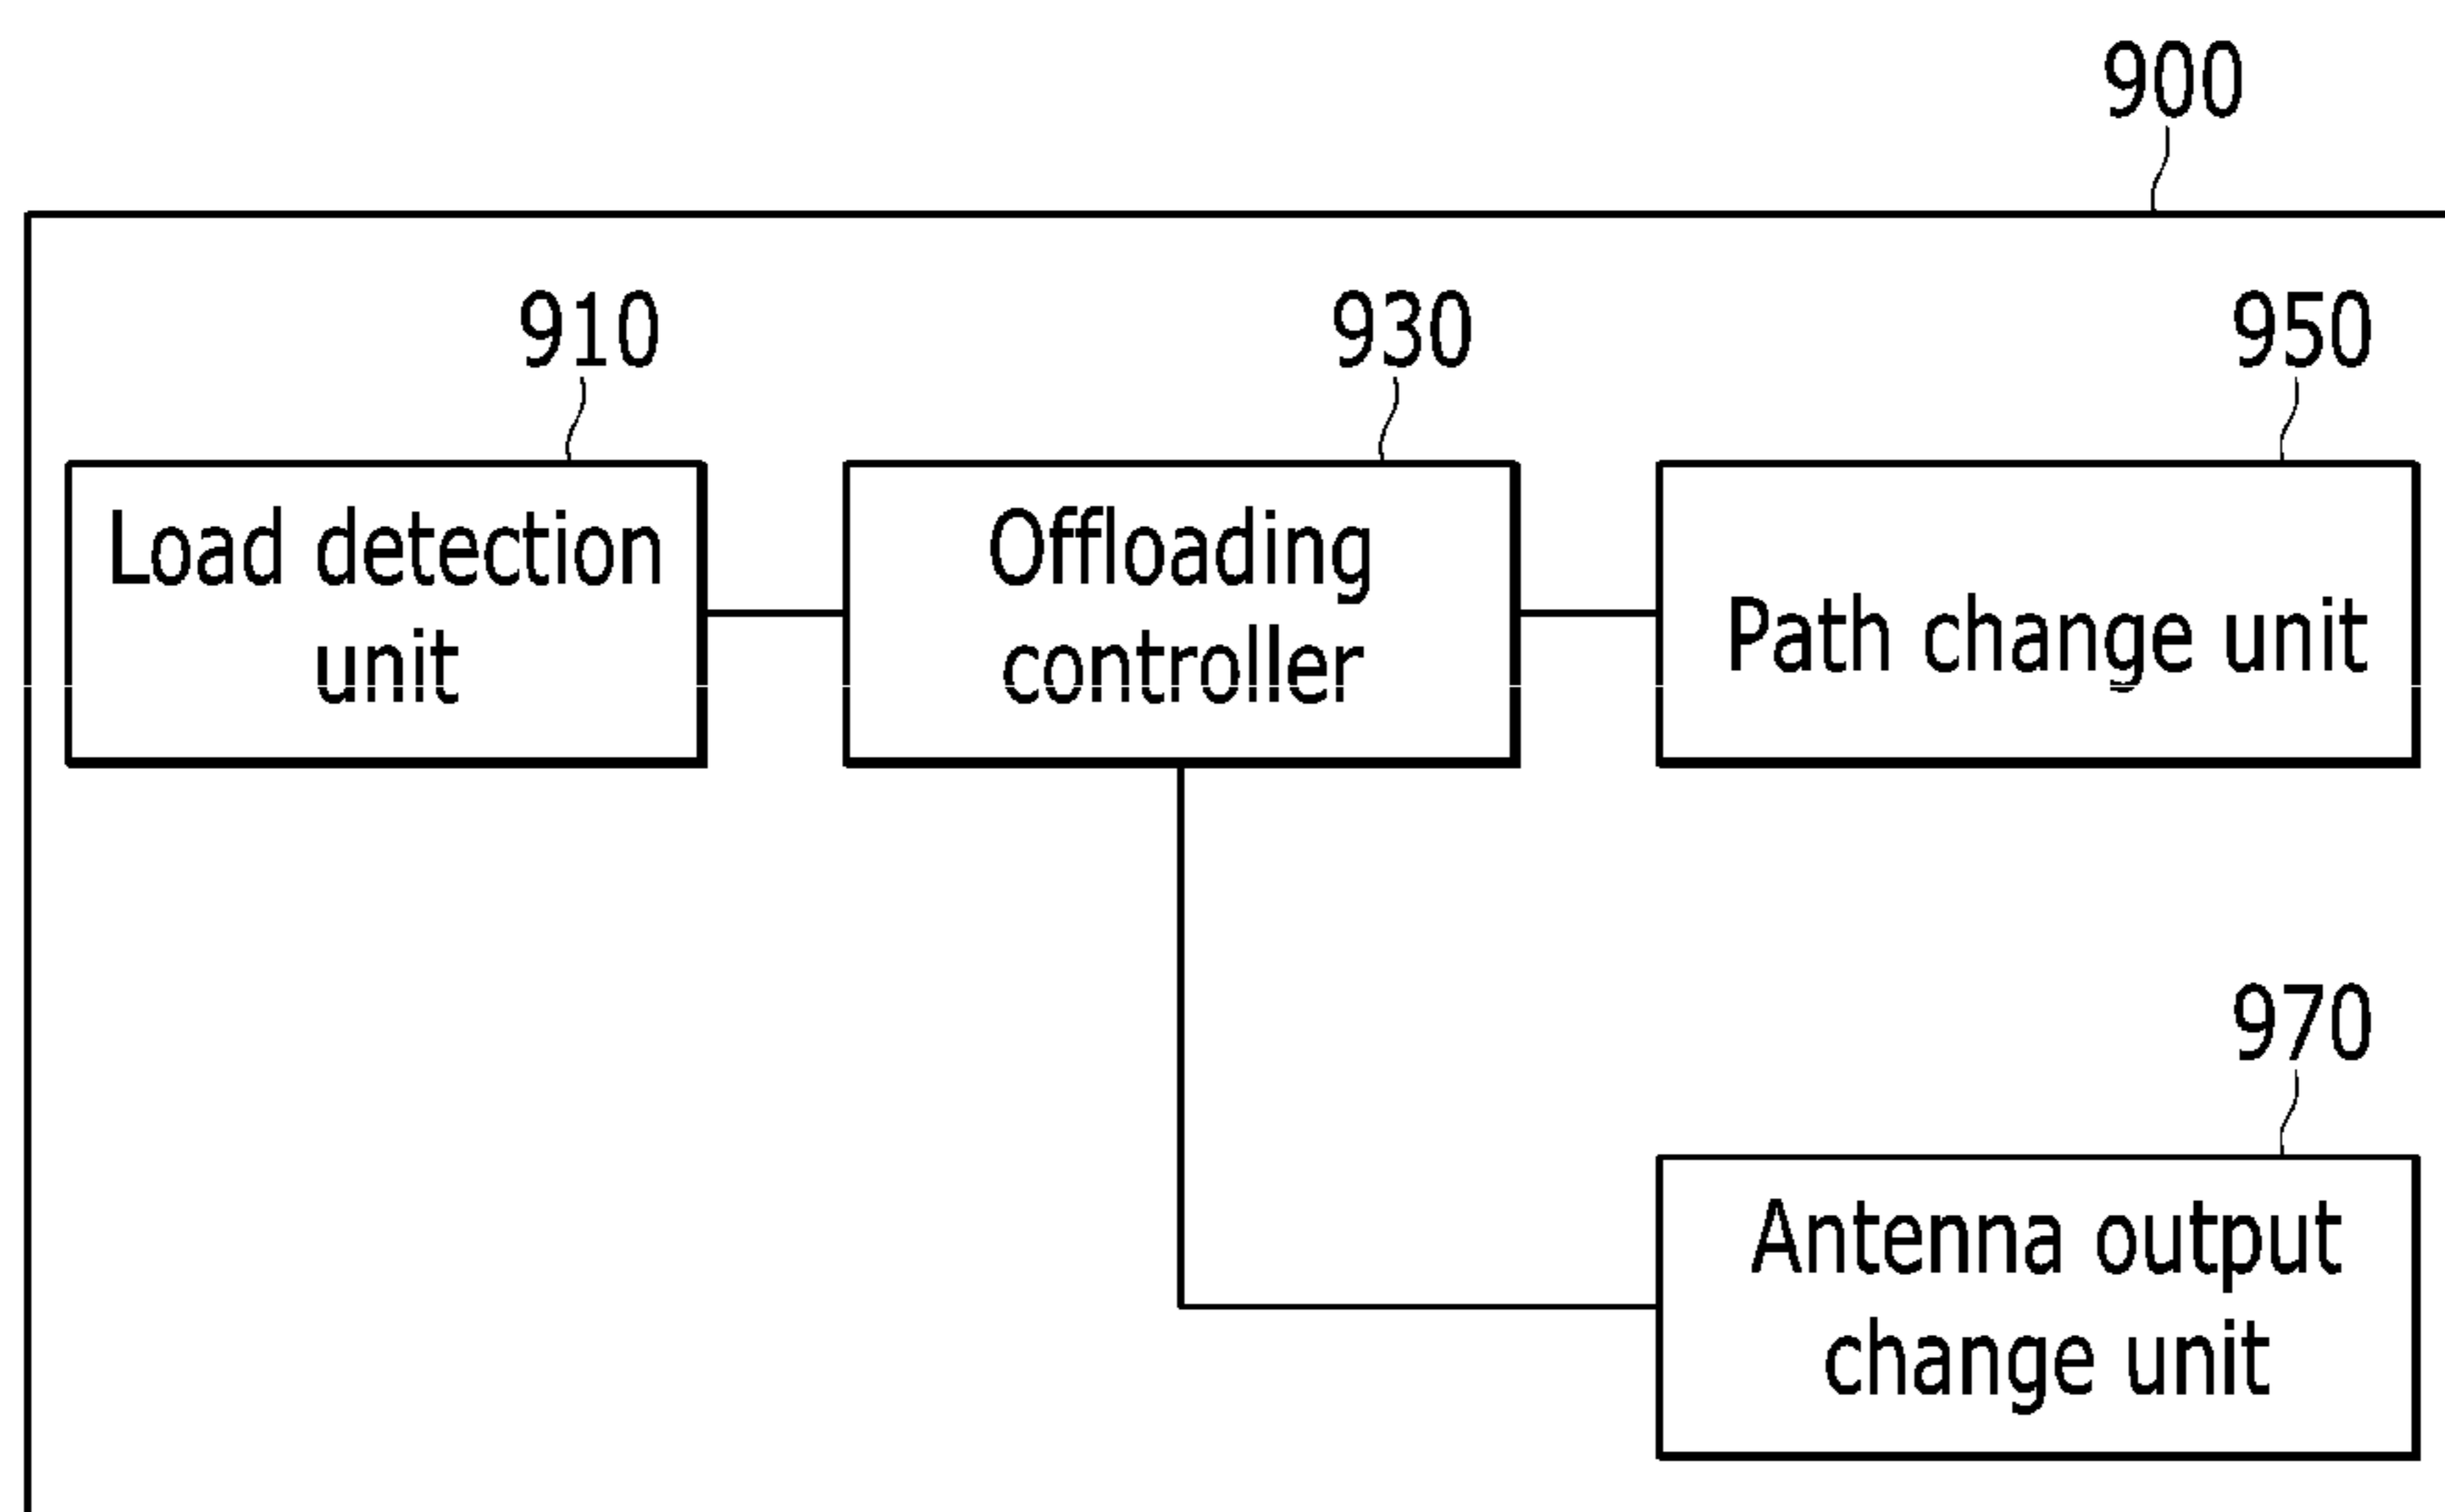 900
910
930
950
Load detection
unit
Offloading
controller
Path change unit
970
Antenna output
change unit